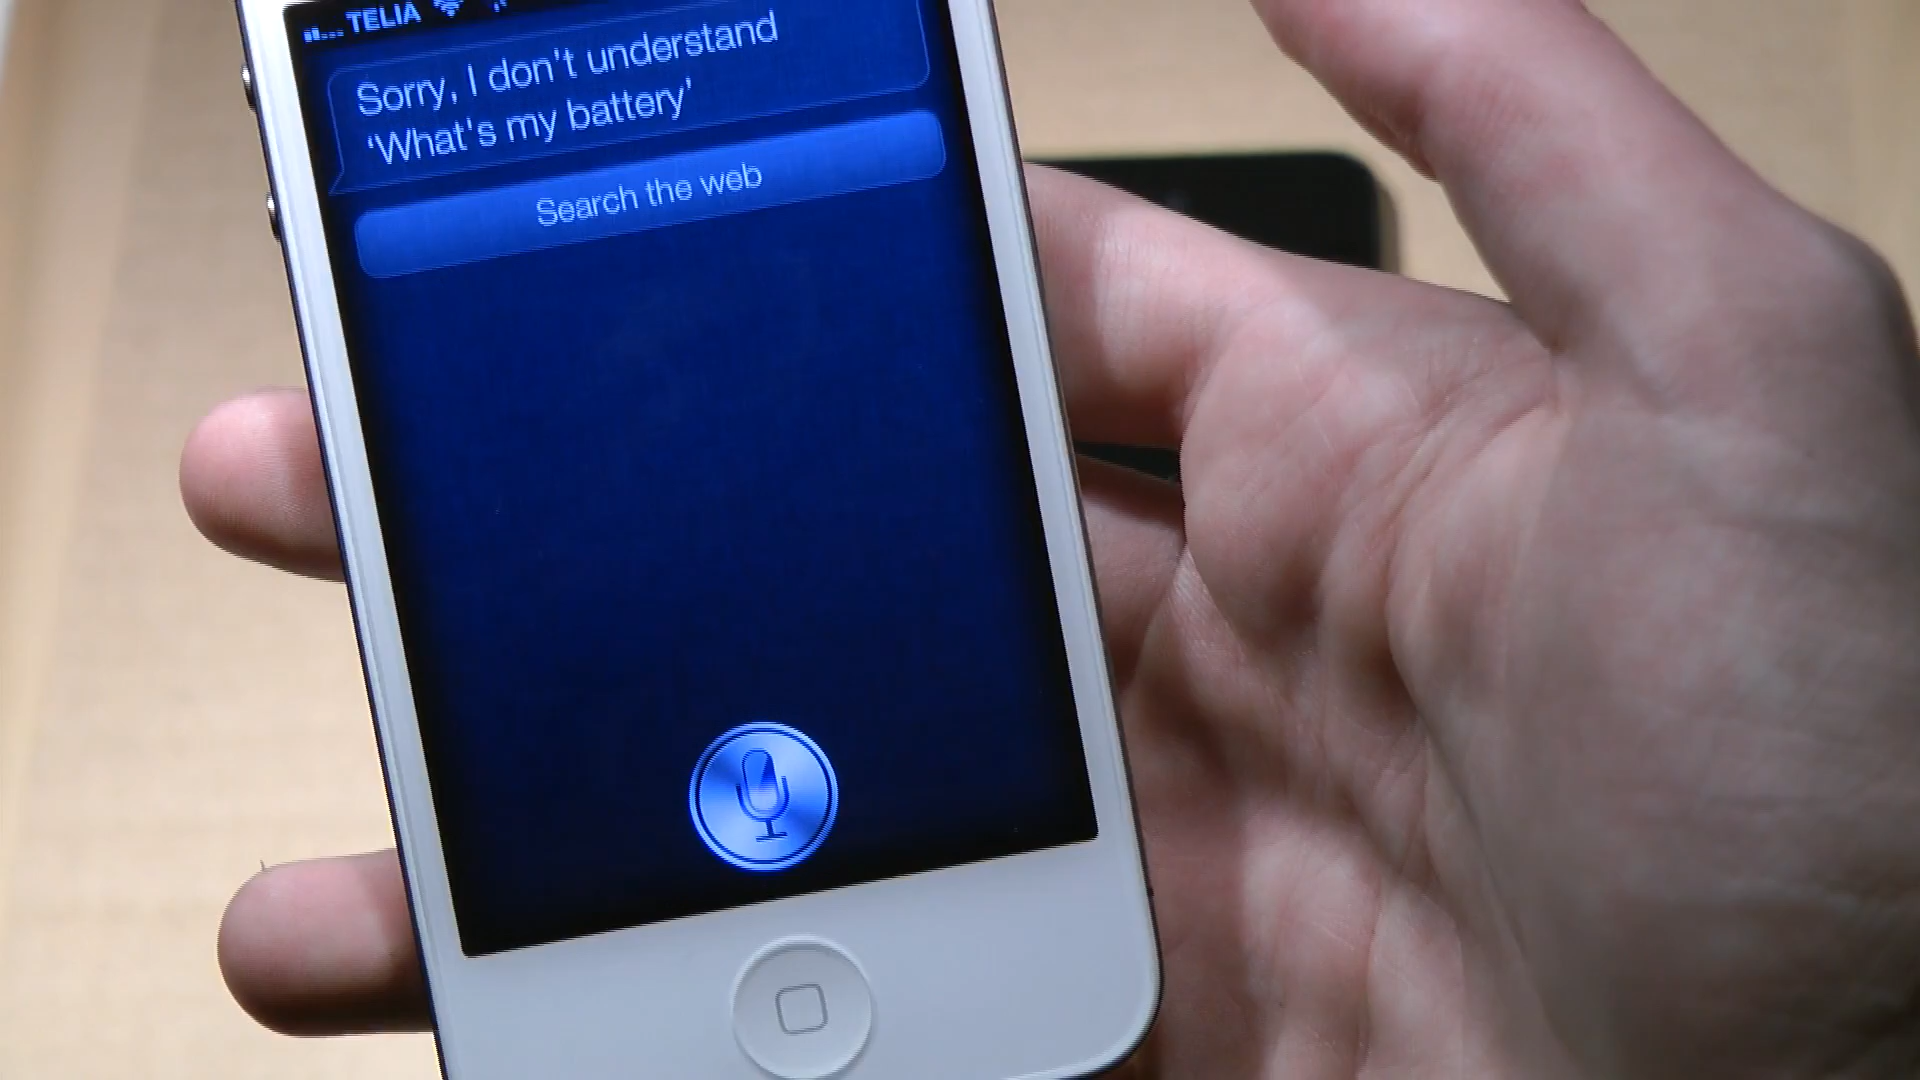 TELIA
Sorry, I don't understand
‘What's my battery’
Search the web